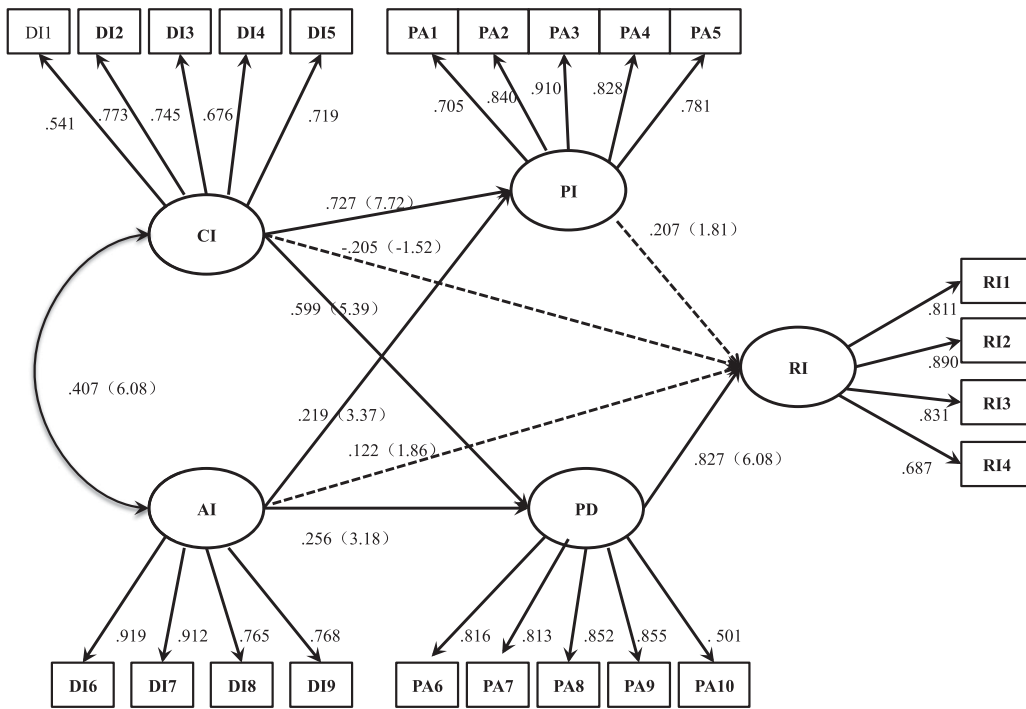 DI1 DI2 DI3 DI4 DI5 PA1 PA2 PA3 PA4 PA5
.541 .773 .745 .676 .719 .705 .840 .910 .828 .781
PI
.727（7.72）
CI
.207（1.81）
-.205（-1.52）
RI1
.599（5.39）
.811
RI2
.890
RI
.407（6.08）
RI3
.219（3.37）
.831
.122（1.86）
.827（6.08）
RI4
.687
AI
PD
.256（3.18）
.919 .912 .765 .768 .816 .813 .852 .855 . 501
DI6 DI7 DI8 DI9 PA6 PA7 PA8 PA9 PA10